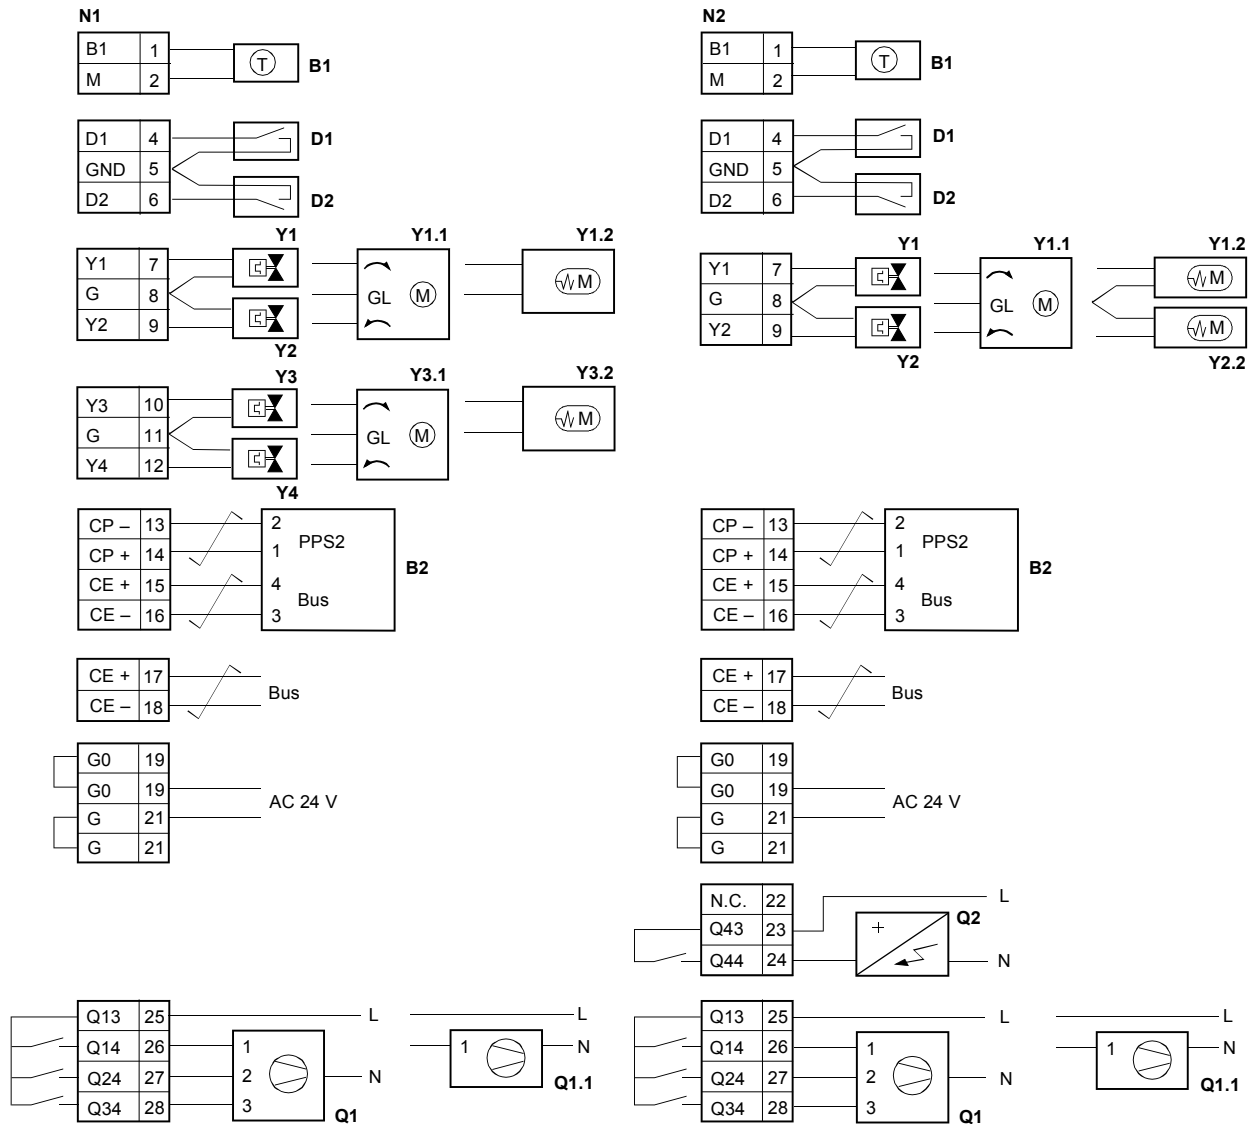 N1
B1 1
M 2
T
B1
D1 4
GND 5
D2 6
D1
D2
Y1 7
G 8
Y2 9
Y1
Y2
Y1.1
GL M
Y1.2
M
Y3 10
G 11
Y4 12
Y3
Y4
Y3.1
GL M
Y3.2
M
CP – 13
CP + 14
CE + 15
CE – 16
2
1 PPS2
4
3 Bus
B2
CE + 17
CE – 18
Bus
G0 19
G0 19
G 21
G 21
AC 24 V
Q13 25
Q14 26
Q24 27
Q34 28
L
1
2
3
N
Q1
L
1
N
Q1.1
N2
B1 1
M 2
T
B1
D1 4
GND 5
D2 6
D1
D2
Y1 7
G 8
Y2 9
Y1
Y2
Y1.1
GL M
Y1.2
M
M
Y2.2
CP – 13
CP + 14
CE + 15
CE – 16
2
1 PPS2
4
3 Bus
B2
CE + 17
CE – 18
Bus
G0 19
G0 19
G 21
G 21
AC 24 V
N.C. 22
Q43 23
Q44 24
L
+
Q2
N
Q13 25
Q14 26
Q24 27
Q34 28
L
1
2
3
N
Q1
L
1
N
Q1.1